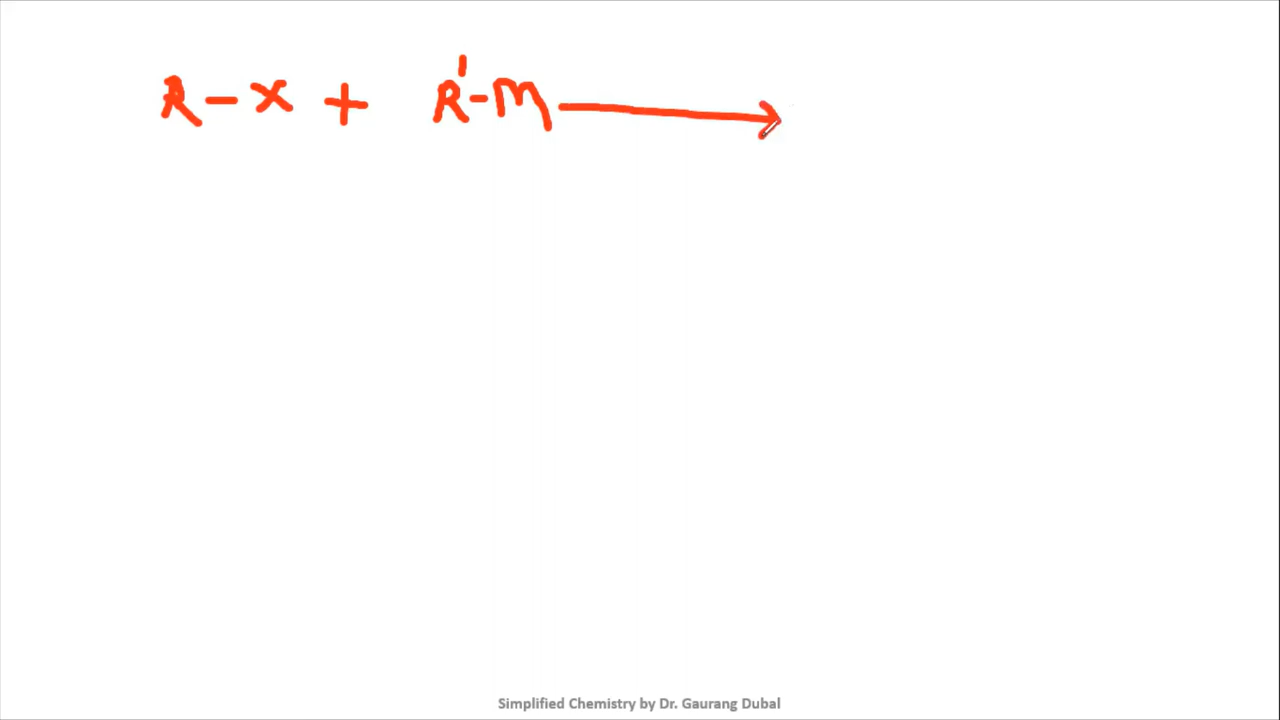 R-X + R'-M ⟶
Simplified Chemistry by Dr. Gaurang Dubal